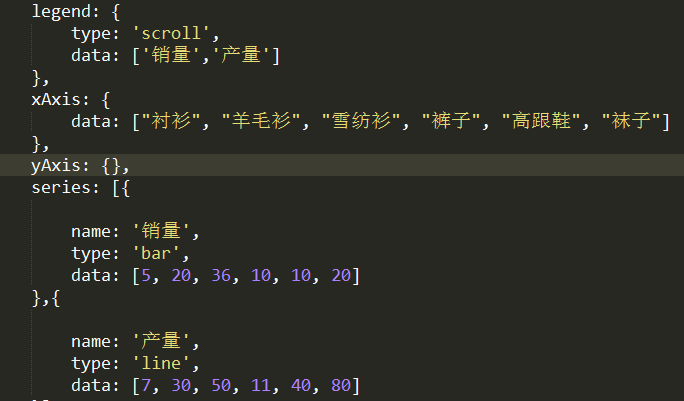 legend: {
    type: 'scroll',
    data: ['销量','产量']
},
xAxis: {
    data: ["衬衫", "羊毛衫", "雪纺衫", "裤子", "高跟鞋", "袜子"]
},
yAxis: {},
series: [{
    name: '销量',
    type: 'bar',
    data: [5, 20, 36, 10, 10, 20]
},{
    name: '产量',
    type: 'line',
    data: [7, 30, 50, 11, 40, 80]